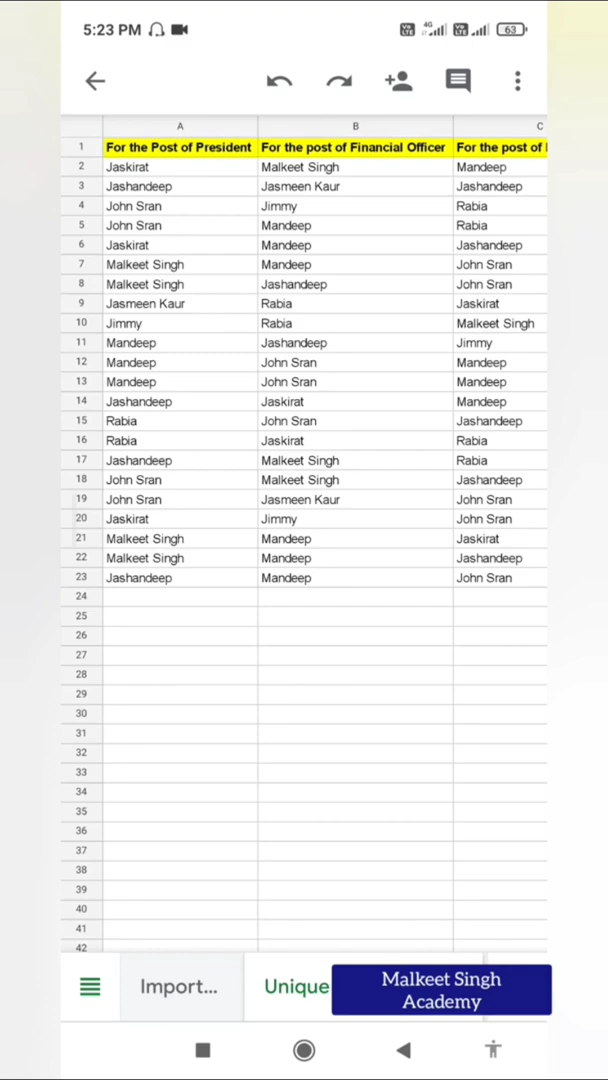 5:23 PM
4G
63
A B C
1 For the Post of President For the post of Financial Officer For the post of
2 Jaskirat Malkeet Singh Mandeep
3 Jashandeep Jasmeen Kaur Jashandeep
4 John Sran Jimmy Rabia
5 John Sran Mandeep Rabia
6 Jaskirat Mandeep Jashandeep
7 Malkeet Singh Mandeep John Sran
8 Malkeet Singh Jashandeep John Sran
9 Jasmeen Kaur Rabia Jaskirat
10 Jimmy Rabia Malkeet Singh
11 Mandeep Jashandeep Jimmy
12 Mandeep John Sran Mandeep
13 Mandeep John Sran Mandeep
14 Jashandeep Jaskirat Mandeep
15 Rabia John Sran Jashandeep
16 Rabia Jaskirat Rabia
17 Jashandeep Malkeet Singh Rabia
18 John Sran Malkeet Singh Jashandeep
19 John Sran Jasmeen Kaur John Sran
20 Jaskirat Jimmy John Sran
21 Malkeet Singh Mandeep Jaskirat
22 Malkeet Singh Mandeep Jashandeep
23 Jashandeep Mandeep John Sran
24
25
26
27
28
29
30
31
32
33
34
35
36
37
38
39
40
41
42
Import... Unique
Malkeet Singh
Academy